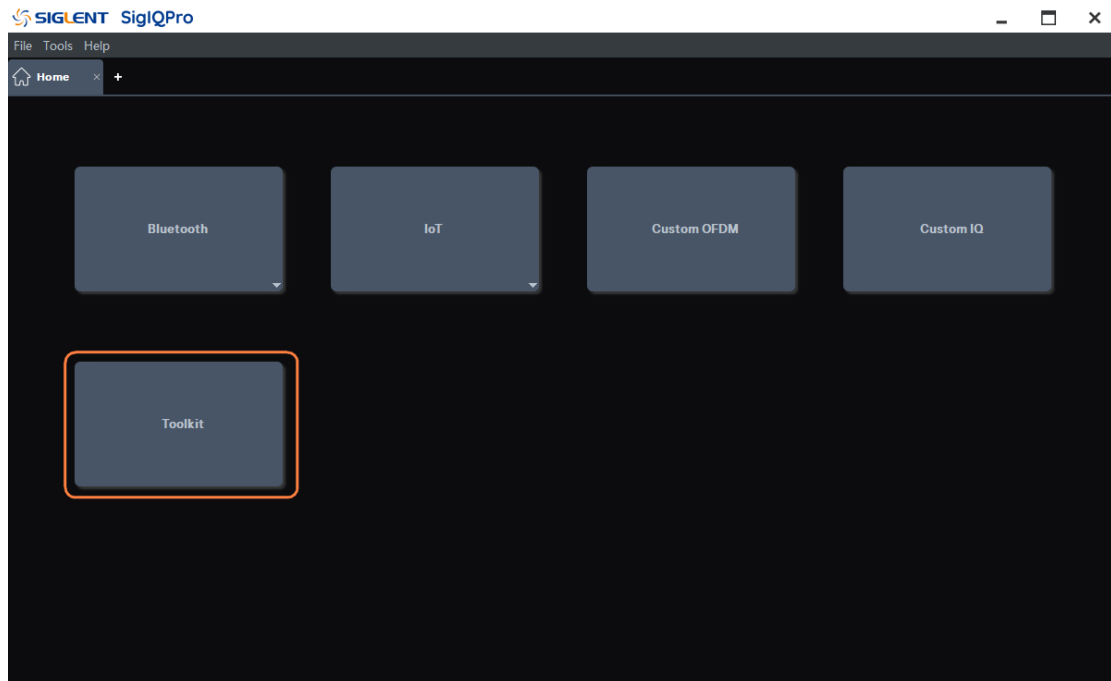 SIGLENT SigIQPro
File Tools Help
Home
Bluetooth IoT Custom OFDM Custom IQ
Toolkit